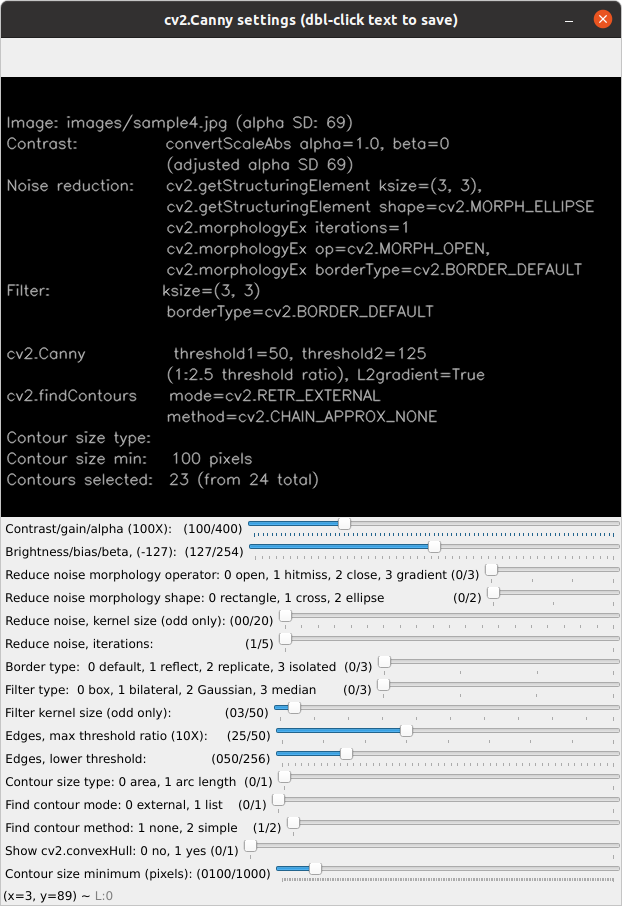 cv2.Canny settings (dbl-click text to save)
Image: images/sample4.jpg (alpha SD: 69)
Contrast: convertScaleAbs alpha=1.0, beta=0
(adjusted alpha SD 69)
Noise reduction: cv2.getStructuringElement ksize=(3, 3),
cv2.getStructuringElement shape=cv2.MORPH_ELLIPSE
cv2.morphologyEx iterations=1
cv2.morphologyEx op=cv2.MORPH_OPEN,
cv2.morphologyEx borderType=cv2.BORDER_DEFAULT
Filter: ksize=(3, 3)
borderType=cv2.BORDER_DEFAULT
cv2.Canny threshold1=50, threshold2=125
(1:2.5 threshold ratio), L2gradient=True
cv2.findContours mode=cv2.RETR_EXTERNAL
method=cv2.CHAIN_APPROX_NONE
Contour size type:
Contour size min: 100 pixels
Contours selected: 23 (from 24 total)
Contrast/gain/alpha (100X): (100/400)
Brightness/bias/beta, (-127): (127/254)
Reduce noise morphology operator: 0 open, 1 hitmiss, 2 close, 3 gradient (0/3)
Reduce noise morphology shape: 0 rectangle, 1 cross, 2 ellipse (0/2)
Reduce noise, kernel size (odd only): (00/20)
Reduce noise, iterations: (1/5)
Border type: 0 default, 1 reflect, 2 replicate, 3 isolated (0/3)
Filter type: 0 box, 1 bilateral, 2 Gaussian, 3 median (0/3)
Filter kernel size (odd only): (03/50)
Edges, max threshold ratio (10X): (25/50)
Edges, lower threshold: (050/256)
Contour size type: 0 area, 1 arc length (0/1)
Find contour mode: 0 external, 1 list (0/1)
Find contour method: 1 none, 2 simple (1/2)
Show cv2.convexHull: 0 no, 1 yes (0/1)
Contour size minimum (pixels): (0100/1000)
(x=3, y=89) ~ L:0